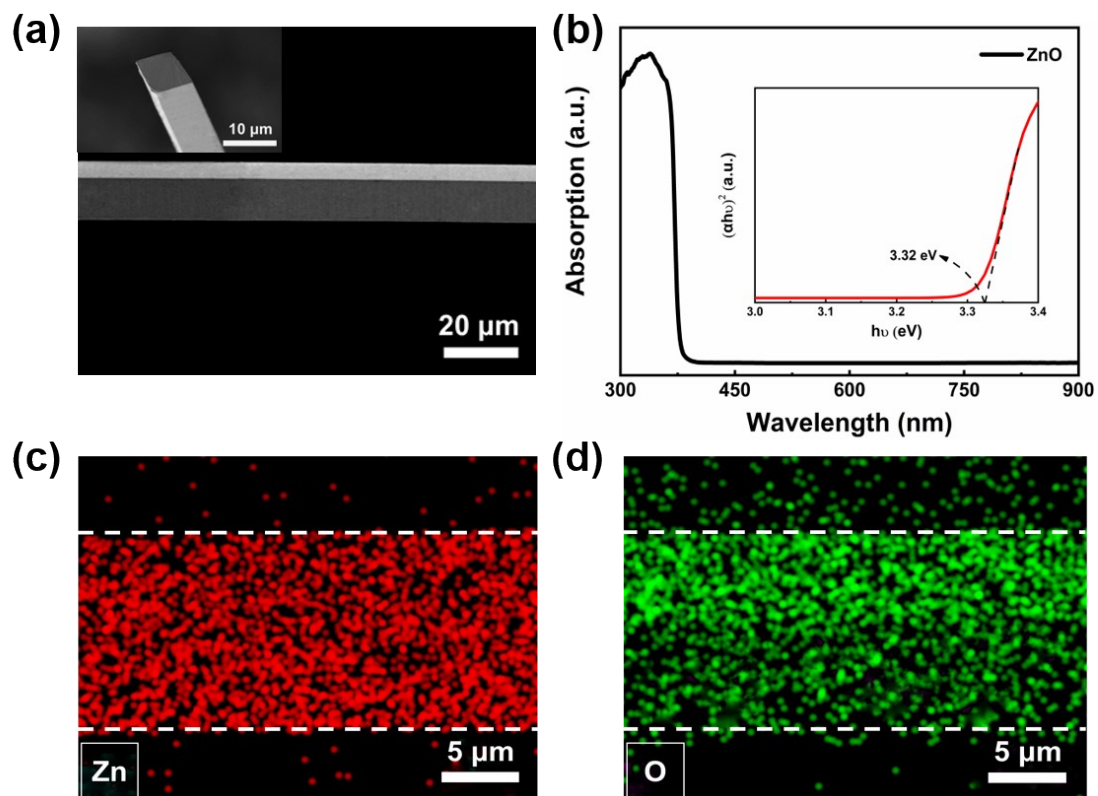 (a)
10 μm
20 μm
(b)
Absorption (a.u.)
ZnO
(αhυ)² (a.u.)
3.32 eV
3.0 3.1 3.2 3.3 3.4
hυ (eV)
300 450 600 750 900
Wavelength (nm)
(c)
Zn
5 μm
(d)
O
5 μm